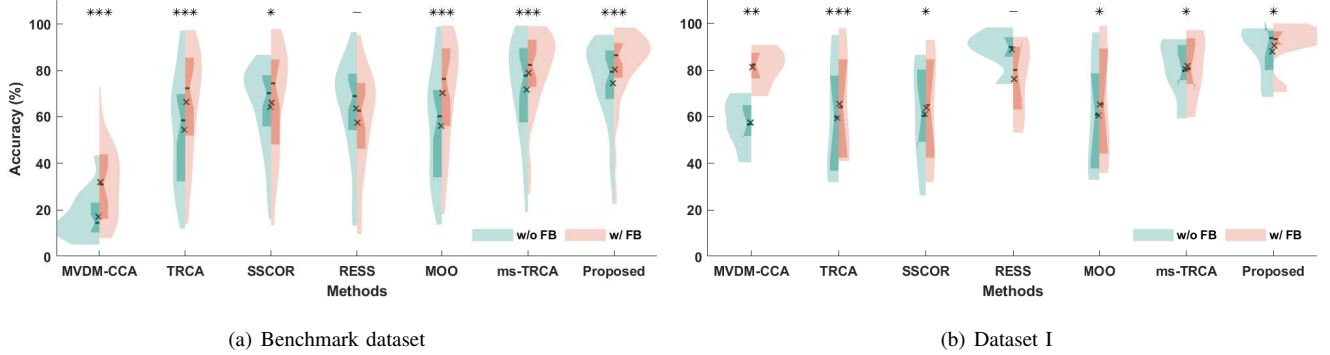 *** *** * – *** *** ***
100
80
60
40
20
0
Accuracy (%)
w/o FB w/ FB
MVDM-CCA TRCA SSCOR RESS MOO ms-TRCA Proposed
Methods
(a) Benchmark dataset
** *** * – * * *
100
80
60
40
20
0
w/o FB w/ FB
MVDM-CCA TRCA SSCOR RESS MOO ms-TRCA Proposed
Methods
(b) Dataset I